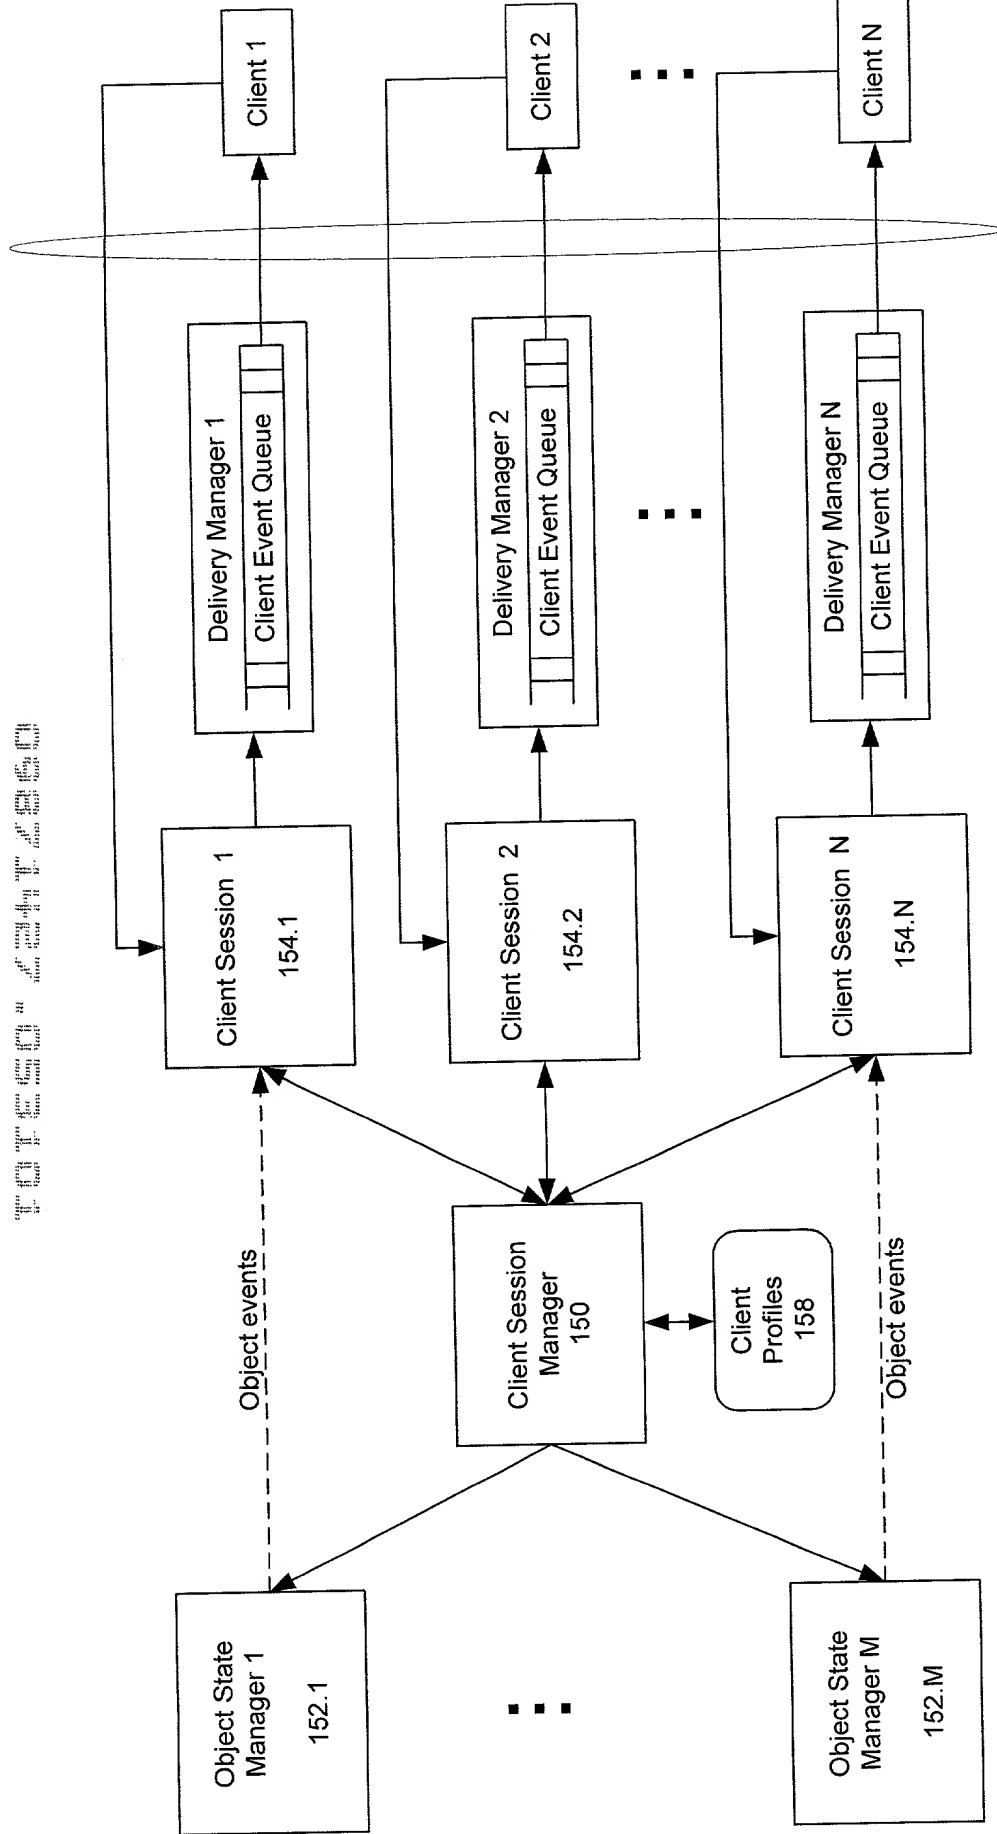 Object State
Manager 1
152.1
Object events
Client Session 1
154.1
Delivery Manager 1
Client Event Queue
Client 1
Client Session
Manager
150
Client
Profiles
158
Client Session 2
154.2
Delivery Manager 2
Client Event Queue
Client 2
Object State
Manager M
152.M
Object events
Client Session N
154.N
Delivery Manager N
Client Event Queue
Client N